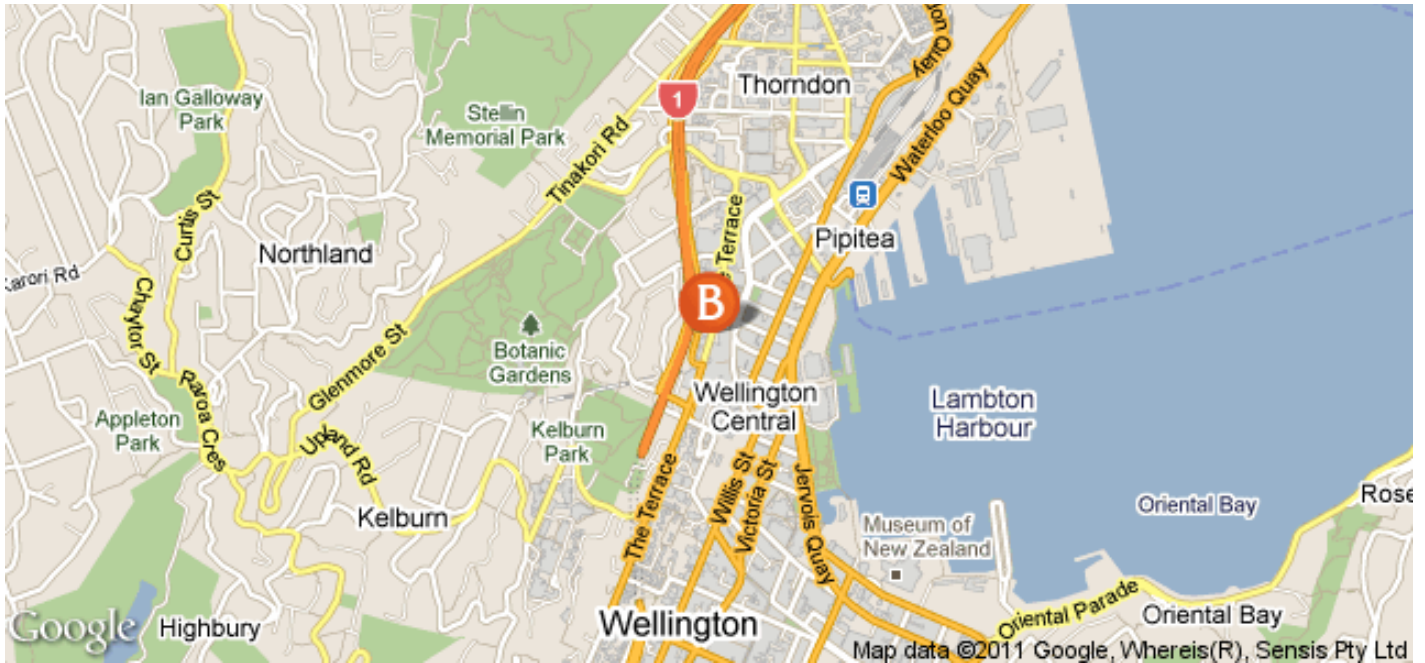 Ian Galloway
Park
Stellin
Memorial Park
Tinakori Rd
1
Thorndon
on Quay
Waterloo Quay
Curtis St
Northland
Karori Rd
Chaytor St
Terrace
Pipitea
B
Botanic
Gardens
Glenmore St
Raroa Cres
Appleton
Park
Upland Rd
Kelburn
Park
Wellington
Central
Lambton
Harbour
Kelburn
The Terrace
Willis St
Victoria St
Jervois Quay
Museum of
New Zealand
Oriental Bay
Rose
Oriental Parade
Oriental Bay
Highbury
Wellington
Google
Map data ©2011 Google, Whereis(R), Sensis Pty Ltd